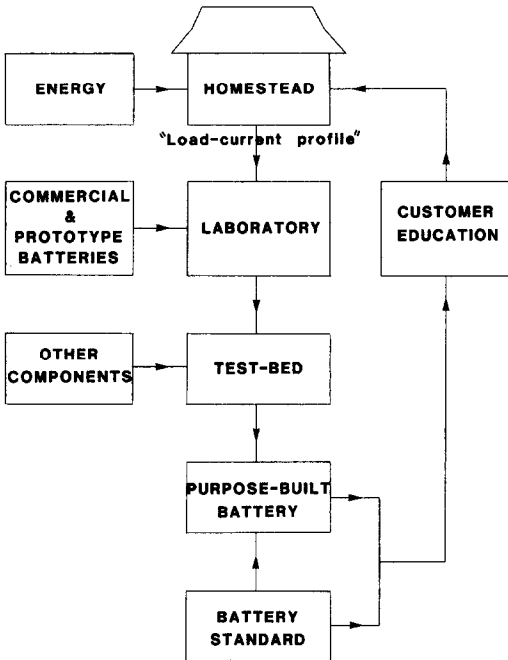 ENERGY
HOMESTEAD
"Load-current profile"
COMMERCIAL
&
PROTOTYPE
BATTERIES
LABORATORY
CUSTOMER
EDUCATION
OTHER
COMPONENTS
TEST-BED
PURPOSE-BUILT
BATTERY
BATTERY
STANDARD